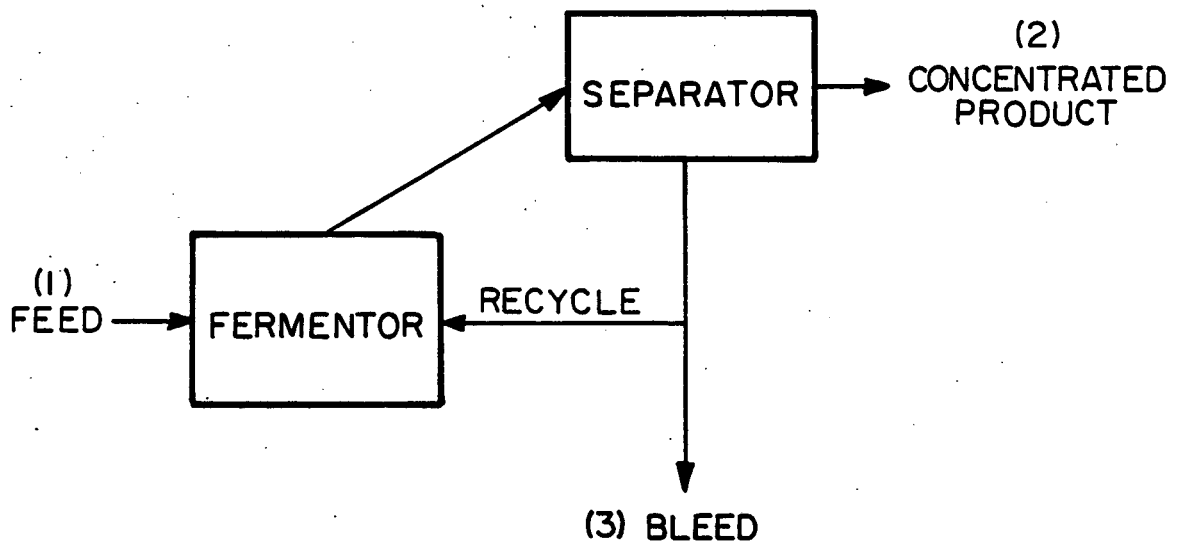 (2)
CONCENTRATED
PRODUCT
SEPARATOR
(1)
FEED
FERMENTOR
RECYCLE
(3) BLEED